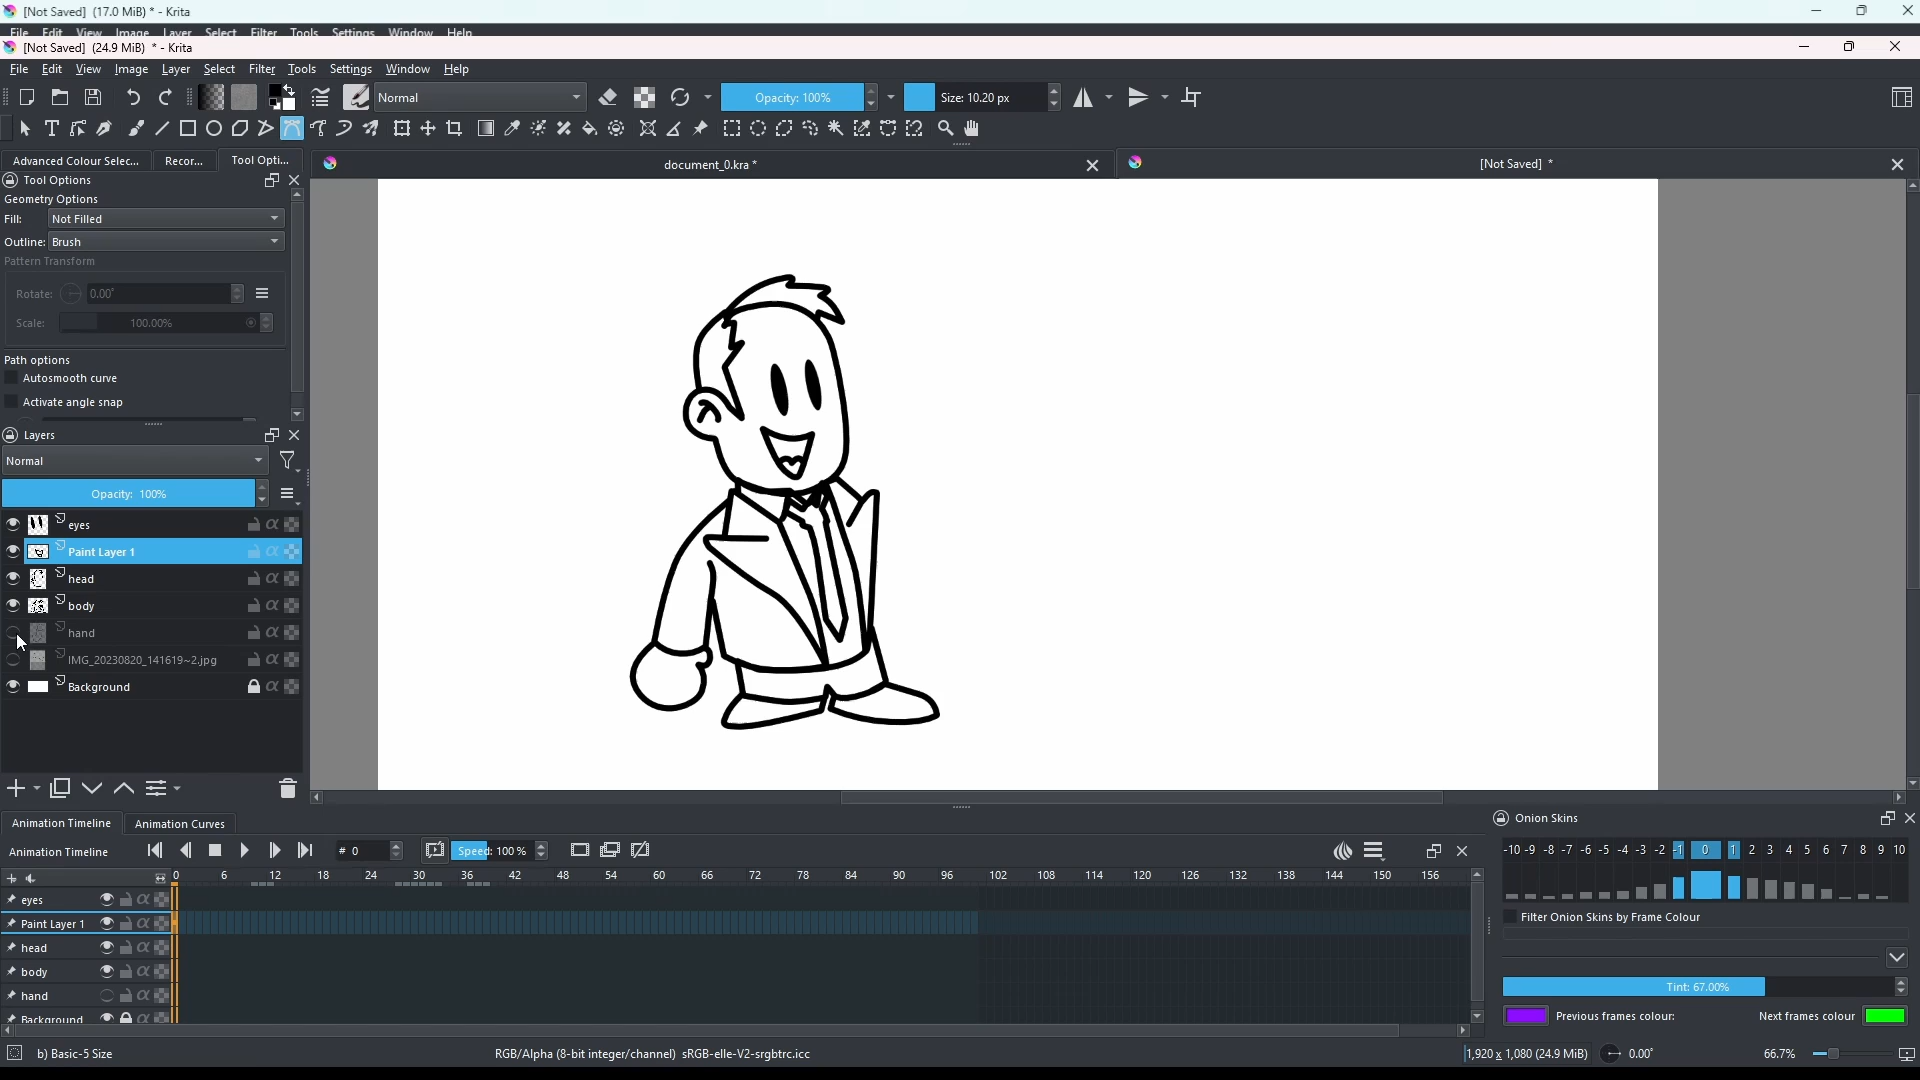 [Not Saved] (17.0 MiB) * - Krita
File Edit View Image Layer Select Filter Tools Settings Window Help
[Not Saved] (24.9 MiB) * - Krita
File Edit View Image Layer Select Filter Tools Settings Window Help
Normal Opacity: 100% Size: 10.20 px
Advanced Colour Selec... Recor... Tool Opti... document_0.kra * [Not Saved] *
Tool Options
Geometry Options
Fill: Not Filled
Outline: Brush
Pattern Transform
Rotate: 0.00°
Scale: 100.00%
Path options
Autosmooth curve
Activate angle snap
Layers
Normal
Opacity: 100%
eyes
Paint Layer 1
head
body
hand
IMG_20230820_141619~2.jpg
Background
Animation Timeline Animation Curves
Onion Skins
Animation Timeline # 0 Speed: 100 %
-10 -9 -8 -7 -6 -5 -4 -3 -2 -1 0 1 2 3 4 5 6 7 8 9 10
0 6 12 18 24 30 36 42 48 54 60 66 72 78 84 90 96 102 108 114 120 126 132 138 144 150 156
eyes
Paint Layer 1
head
body
hand
Background
Filter Onion Skins by Frame Colour
Tint: 67.00%
Previous frames colour: Next frames colour
b) Basic-5 Size RGB/Alpha (8-bit integer/channel) sRGB-elle-V2-srgbtrc.icc 1,920 x 1,080 (24.9 MiB) 0.00° 66.7%